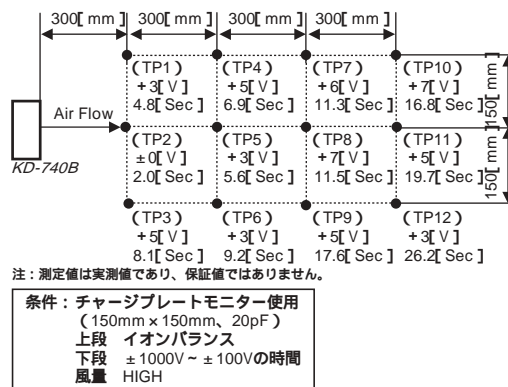 300[ mm ] 300[ mm ] 300[ mm ] 300[ mm ]
(TP1) (TP4) (TP7) (TP10)
+3[ V ] +5[ V ] +6[ V ] +7[ V ]
4.8[ Sec ] 6.9[ Sec ] 11.3[ Sec ] 16.8[ Sec ]
150[ mm ]
Air Flow
KD-740B
(TP2) (TP5) (TP8) (TP11)
±0[ V ] +3[ V ] +7[ V ] +5[ V ]
2.0[ Sec ] 5.6[ Sec ] 11.5[ Sec ] 19.7[ Sec ]
150[ mm ]
(TP3) (TP6) (TP9) (TP12)
+5[ V ] +3[ V ] +5[ V ] +3[ V ]
8.1[ Sec ] 9.2[ Sec ] 17.6[ Sec ] 26.2[ Sec ]
注：測定値は実測値であり、保証値ではありません。
条件：チャージプレートモニター使用
（150mm×150mm、20pF）
上段 イオンバランス
下段 ±1000V~±100Vの時間
風量 HIGH